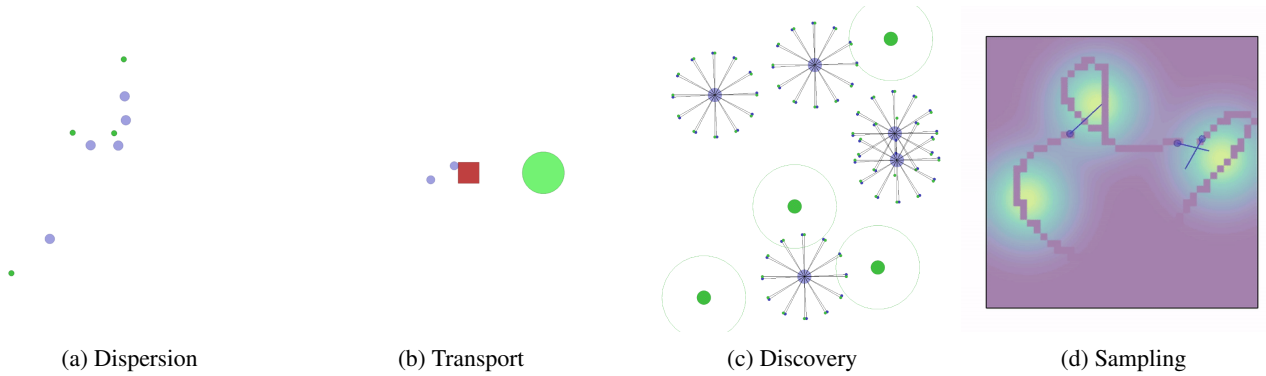 (a) Dispersion
(b) Transport
(c) Discovery
(d) Sampling